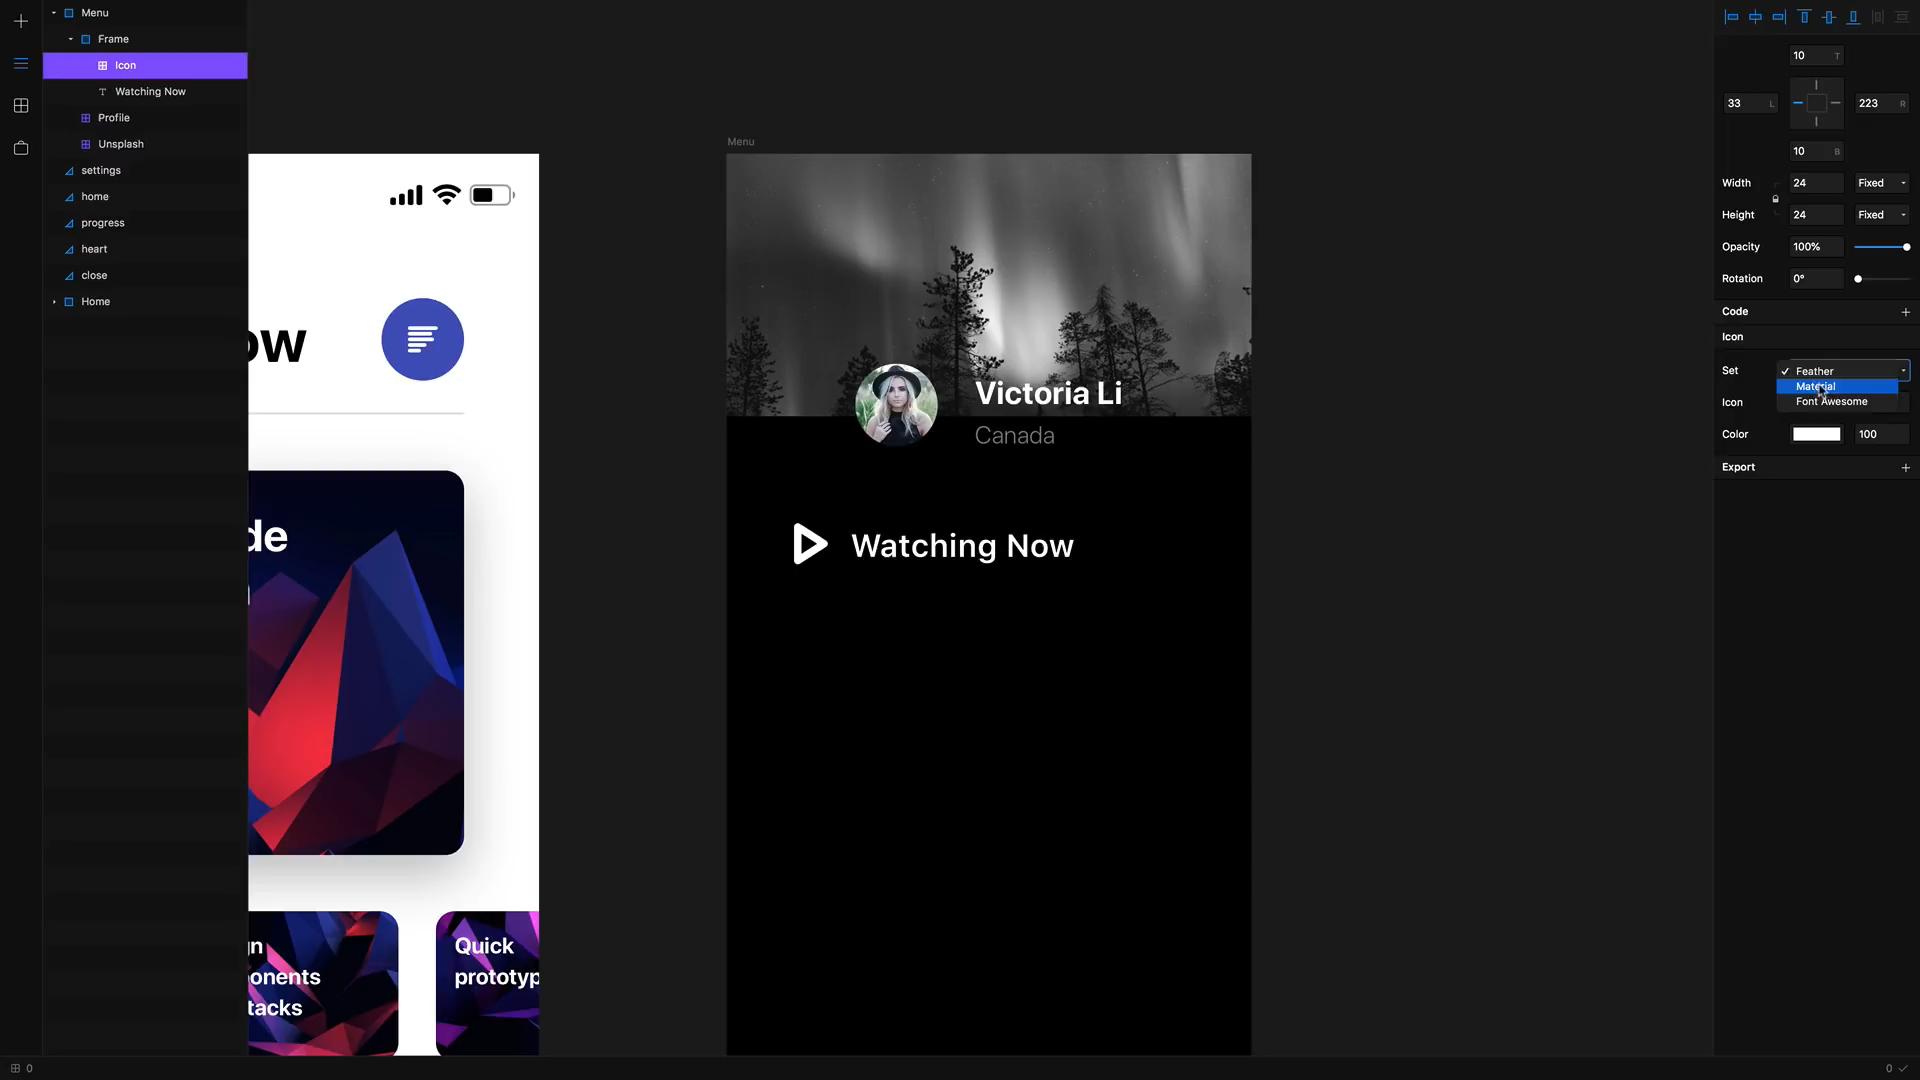 Menu
Frame
Icon
Watching Now
Profile
Unsplash
settings
home
progress
heart
close
Home
0
ow
de
gn
onents
tacks
Quick
prototyp
Menu
Victoria Li
Canada
Watching Now
10 T
33 L
223 R
10 B
Width 24 Fixed
Height 24 Fixed
Opacity 100%
Rotation 0°
Code
Icon
Set Feather
Material
Font Awesome
Icon
Color 100
Export
0